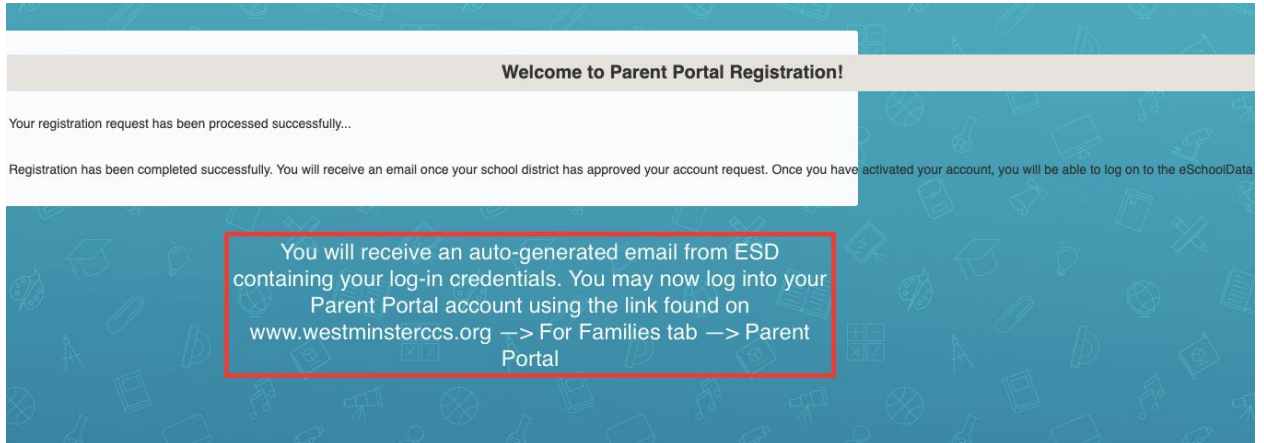 Welcome to Parent Portal Registration!
Your registration request has been processed successfully...
Registration has been completed successfully. You will receive an email once your school district has approved your account request. Once you have activated your account, you will be able to log on to the eSchoolData
You will receive an auto-generated email from ESD
containing your log-in credentials. You may now log into your
Parent Portal account using the link found on
www.westminsterccs.org —> For Families tab —> Parent
Portal